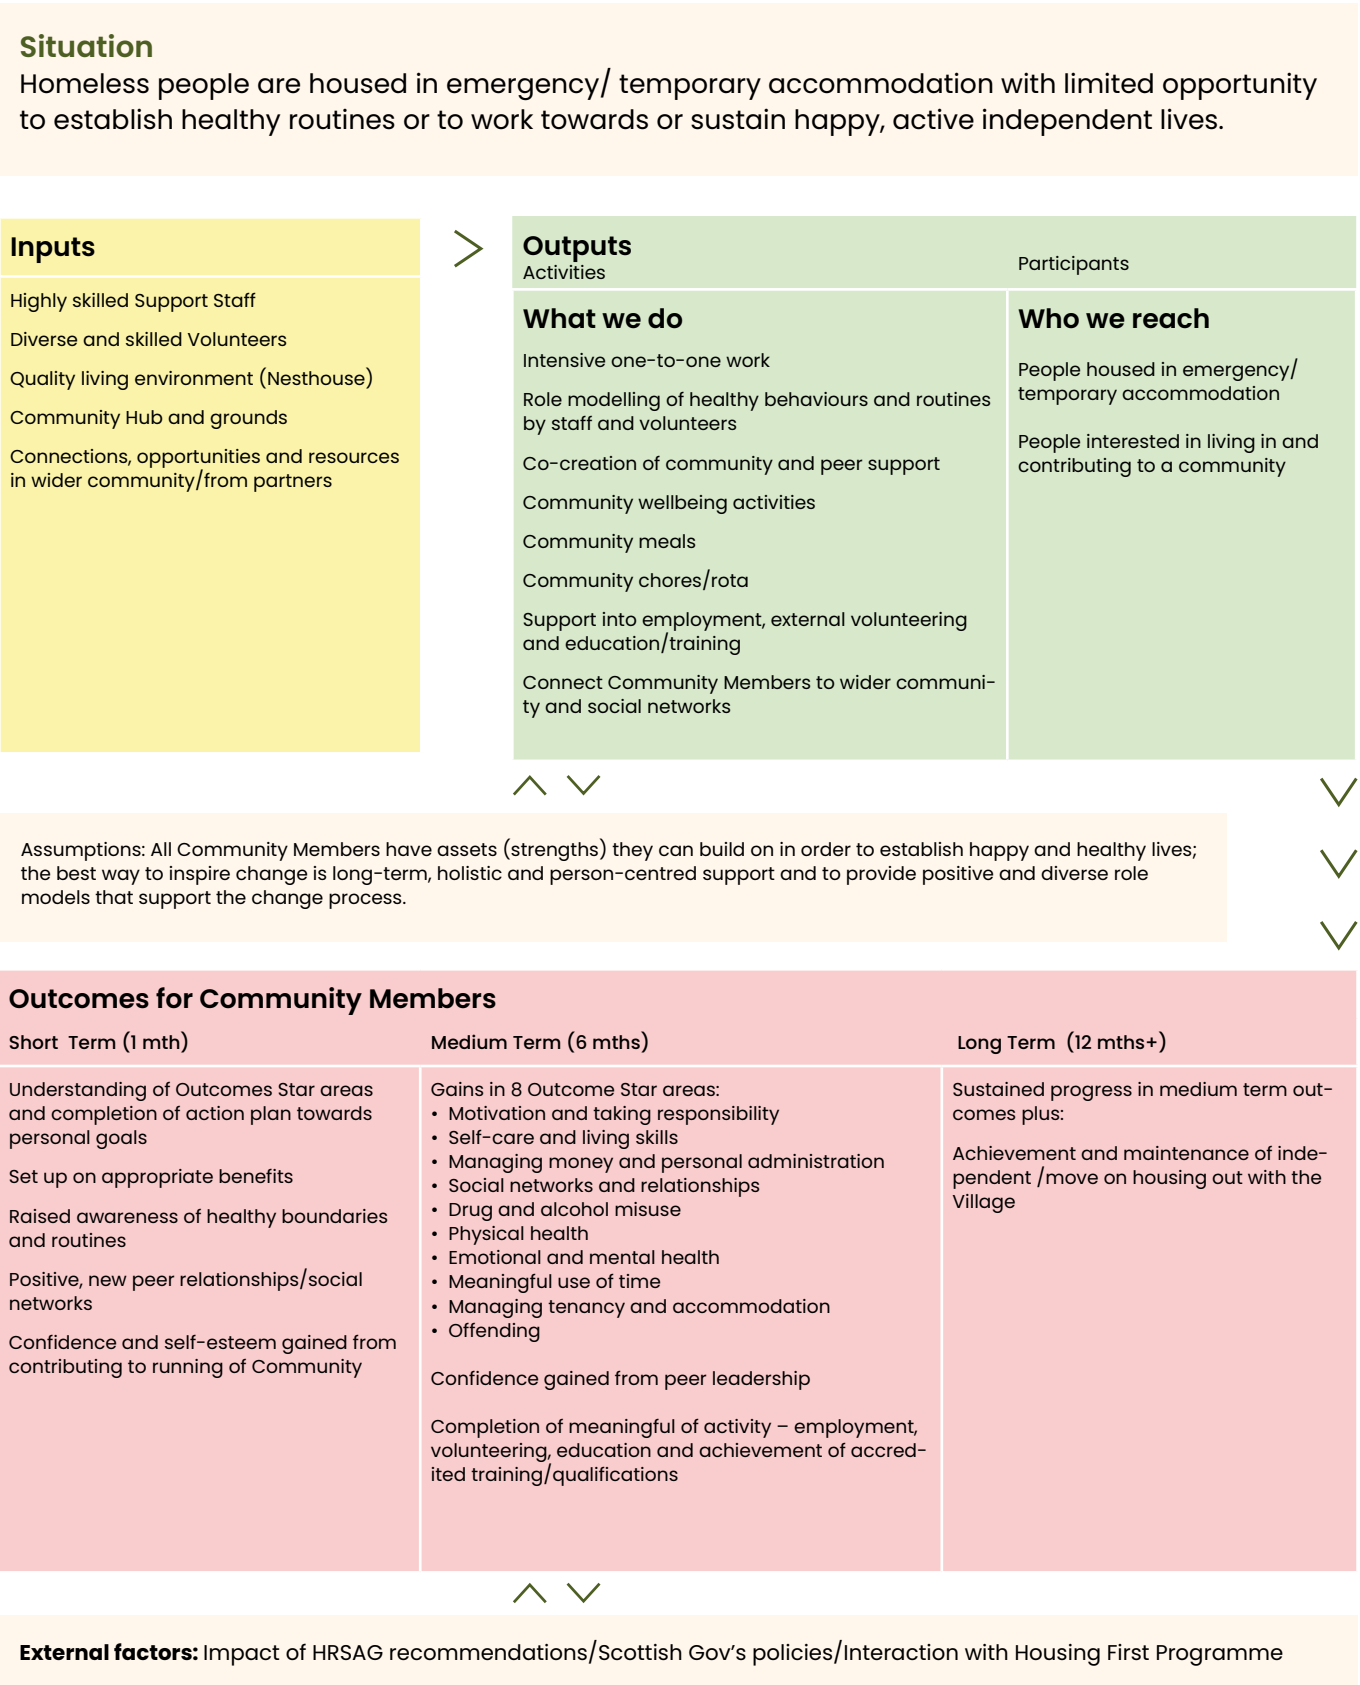 Situation
Homeless people are housed in emergency/ temporary accommodation with limited opportunity
to establish healthy routines or to work towards or sustain happy, active independent lives.
Inputs
Highly skilled Support Staff
Diverse and skilled Volunteers
Quality living environment (Nesthouse)
Community Hub and grounds
Connections, opportunities and resources
in wider community/from partners
Outputs
Activities
Participants
What we do
Intensive one-to-one work
Role modelling of healthy behaviours and routines
by staff and volunteers
Co-creation of community and peer support
Community wellbeing activities
Community meals
Community chores/rota
Support into employment, external volunteering
and education/training
Connect Community Members to wider communi-
ty and social networks
Who we reach
People housed in emergency/
temporary accommodation
People interested in living in and
contributing to a community
Assumptions: All Community Members have assets (strengths) they can build on in order to establish happy and healthy lives;
the best way to inspire change is long-term, holistic and person-centred support and to provide positive and diverse role
models that support the change process.
Outcomes for Community Members
Short  Term (1 mth)
Understanding of Outcomes Star areas
and completion of action plan towards
personal goals
Set up on appropriate benefits
Raised awareness of healthy boundaries
and routines
Positive, new peer relationships/social
networks
Confidence and self-esteem gained from
contributing to running of Community
Medium Term (6 mths)
Gains in 8 Outcome Star areas:
• Motivation and taking responsibility
• Self-care and living skills
• Managing money and personal administration
• Social networks and relationships
• Drug and alcohol misuse
• Physical health
• Emotional and mental health
• Meaningful use of time
• Managing tenancy and accommodation
• Offending
Confidence gained from peer leadership
Completion of meaningful of activity – employment,
volunteering, education and achievement of accred-
ited training/qualifications
Long Term  (12 mths+)
Sustained progress in medium term out-
comes plus:
Achievement and maintenance of inde-
pendent /move on housing out with the
Village
External factors: Impact of HRSAG recommendations/Scottish Gov's policies/Interaction with Housing First Programme